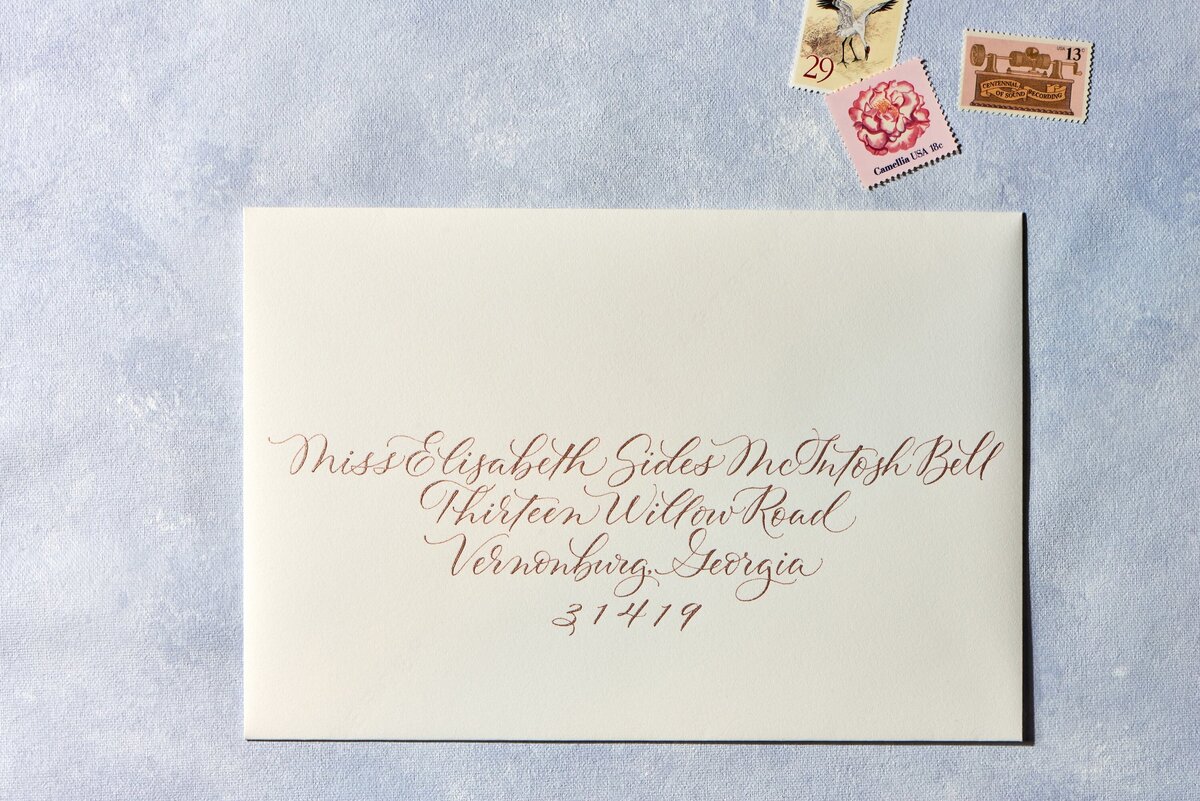 29
USA 13c
CENTENNIAL
OF SOUND RECORDING
Camellia USA 18c
Miss Elisabeth Sides McIntosh Bell
Thirteen Willow Road
Vernonburg, Georgia
31419